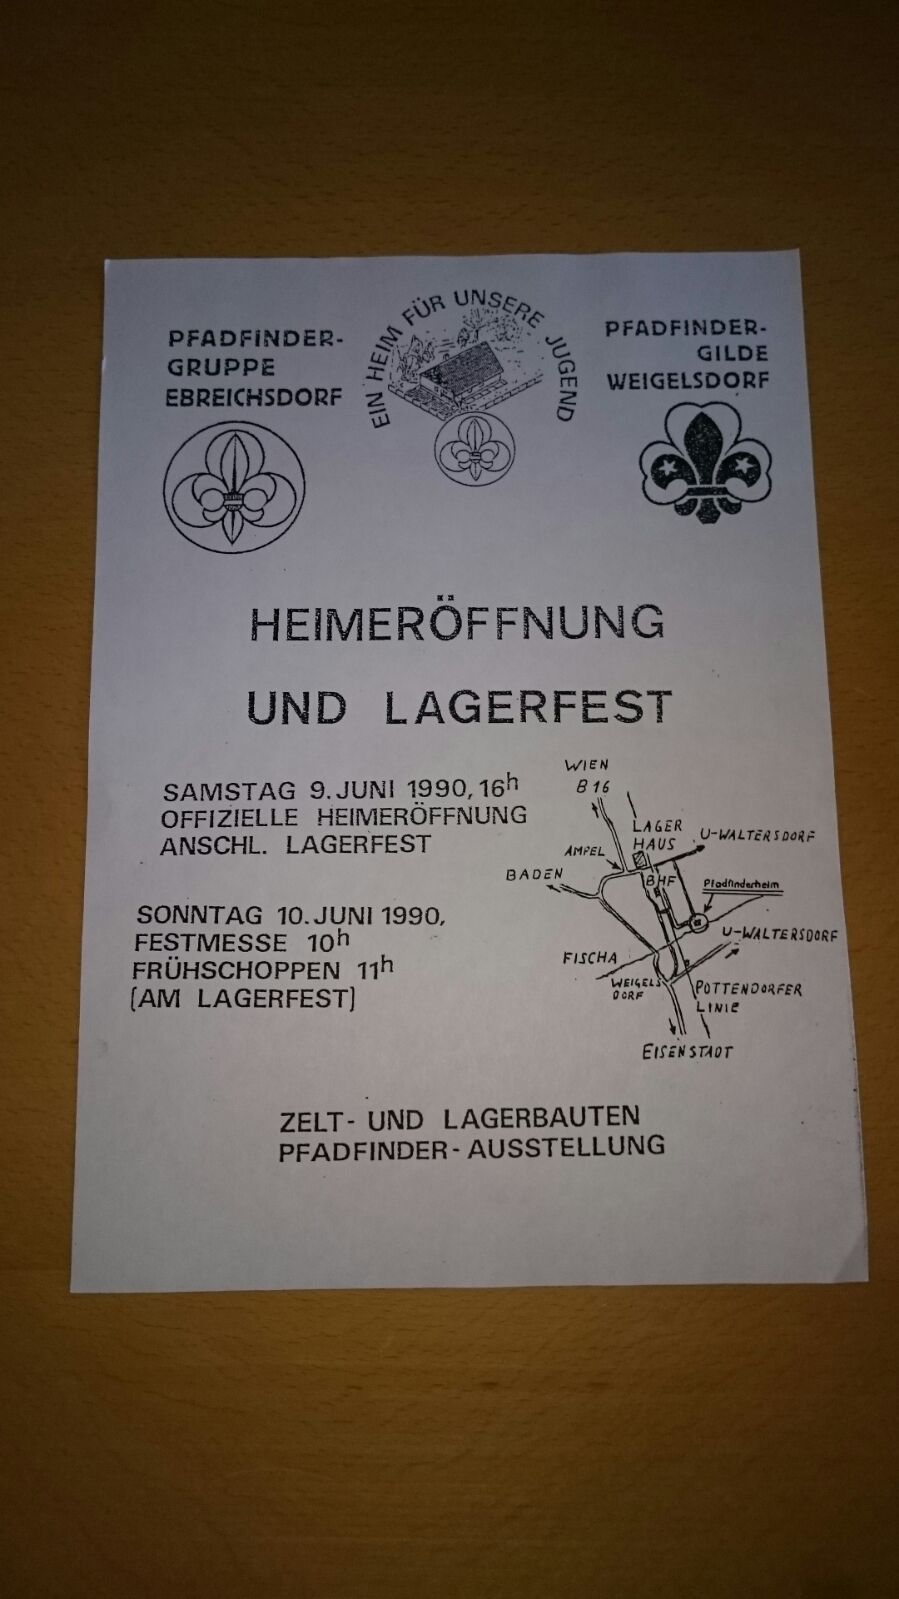 PFADFINDER-
GRUPPE
EBREICHSDORF
EIN HEIM FÜR UNSERE JUGEND
PFADFINDER-
GILDE
WEIGELSDORF
HEIMERÖFFNUNG
UND LAGERFEST
SAMSTAG 9. JUNI 1990, 16h
OFFIZIELLE HEIMERÖFFNUNG
ANSCHL. LAGERFEST
SONNTAG 10. JUNI 1990,
FESTMESSE 10h
FRÜHSCHOPPEN 11h
(AM LAGERFEST)
WIEN
B 16
LAGER
HAUS
U-WALTERSDORF
AMPEL
BADEN
BHF
Pfadfinderheim
U-WALTERSDORF
FISCHA
WEIGELS
DORF
POTTENDORFER
LINIE
EISENSTADT
ZELT- UND LAGERBAUTEN
PFADFINDER-AUSSTELLUNG